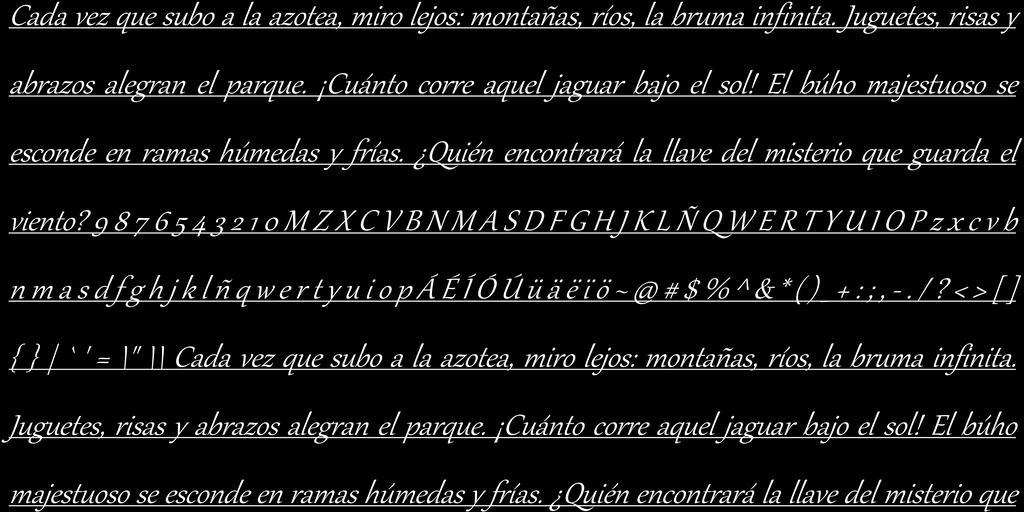 Cada vez que subo a la azotea, miro lejos: montañas, ríos, la bruma infinita. Juguetes, risas y
abrazos alegran el parque. ¡Cuánto corre aquel jaguar bajo el sol! El búho majestuoso se
esconde en ramas húmedas y frías. ¿Quién encontrará la llave del misterio que guarda el
viento? 9 8 7 6 5 4 3 2 1 0 M Z X C V B N M A S D F G H J K L Ñ Q W E R T Y U I O P z x c v b
n m a s d f g h j k l ñ q w e r t y u i o p Á É Í Ó Ú ü ä ë ï ö ~ @ # $ % ^ & * ( ) _ + : ; , - . / ? < > [ ]
{ } | ` ' = \" \\ Cada vez que subo a la azotea, miro lejos: montañas, ríos, la bruma infinita.
Juguetes, risas y abrazos alegran el parque. ¡Cuánto corre aquel jaguar bajo el sol! El búho
majestuoso se esconde en ramas húmedas y frías. ¿Quién encontrará la llave del misterio que